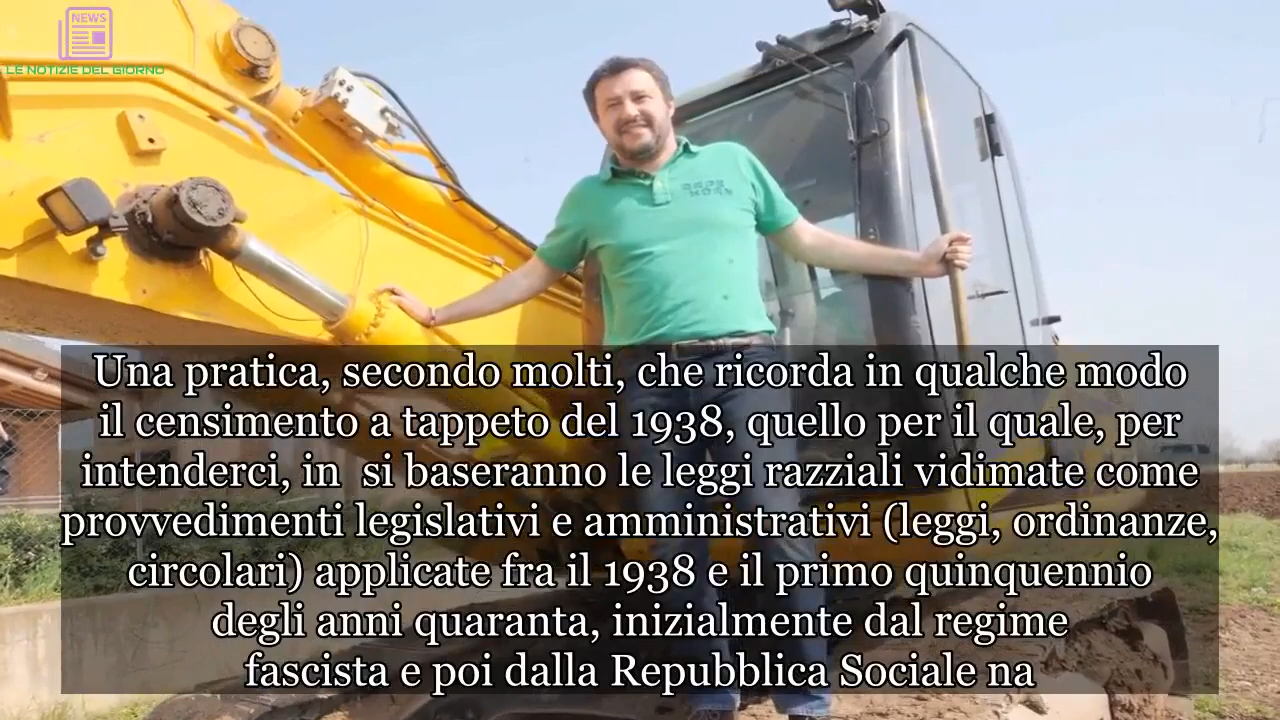 NEWS
LE NOTIZIE DEL GIORNO
Una pratica, secondo molti, che ricorda in qualche modo
il censimento a tappeto del 1938, quello per il quale, per
intenderci, in  si baseranno le leggi razziali vidimate come
provvedimenti legislativi e amministrativi (leggi, ordinanze,
circolari) applicate fra il 1938 e il primo quinquennio
degli anni quaranta, inizialmente dal regime
fascista e poi dalla Repubblica Sociale na